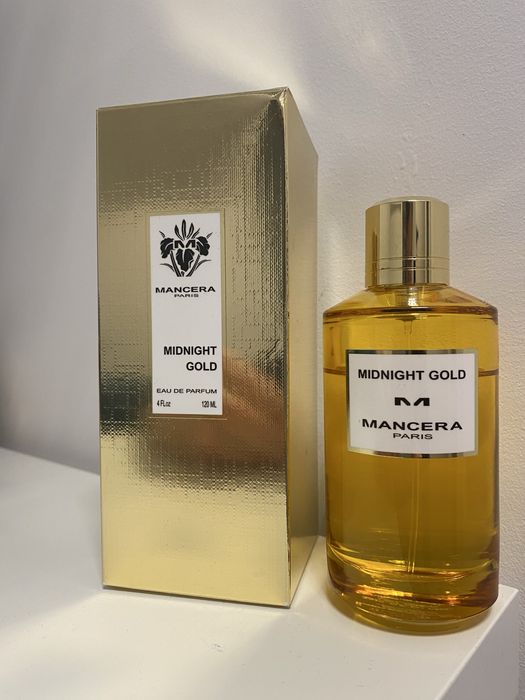 MANCERA
PARIS
MIDNIGHT
GOLD
EAU DE PARFUM
4 FLoz 120 ML
MIDNIGHT GOLD
M
MANCERA
PARIS